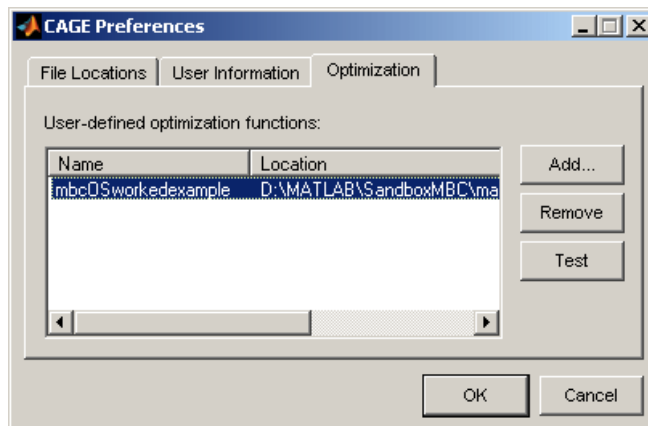 CAGE Preferences
File Locations User Information Optimization
User-defined optimization functions:
Name Location
mbcOSworkedexample D:\MATLAB\SandboxMBC\ma
Add...
Remove
Test
OK Cancel